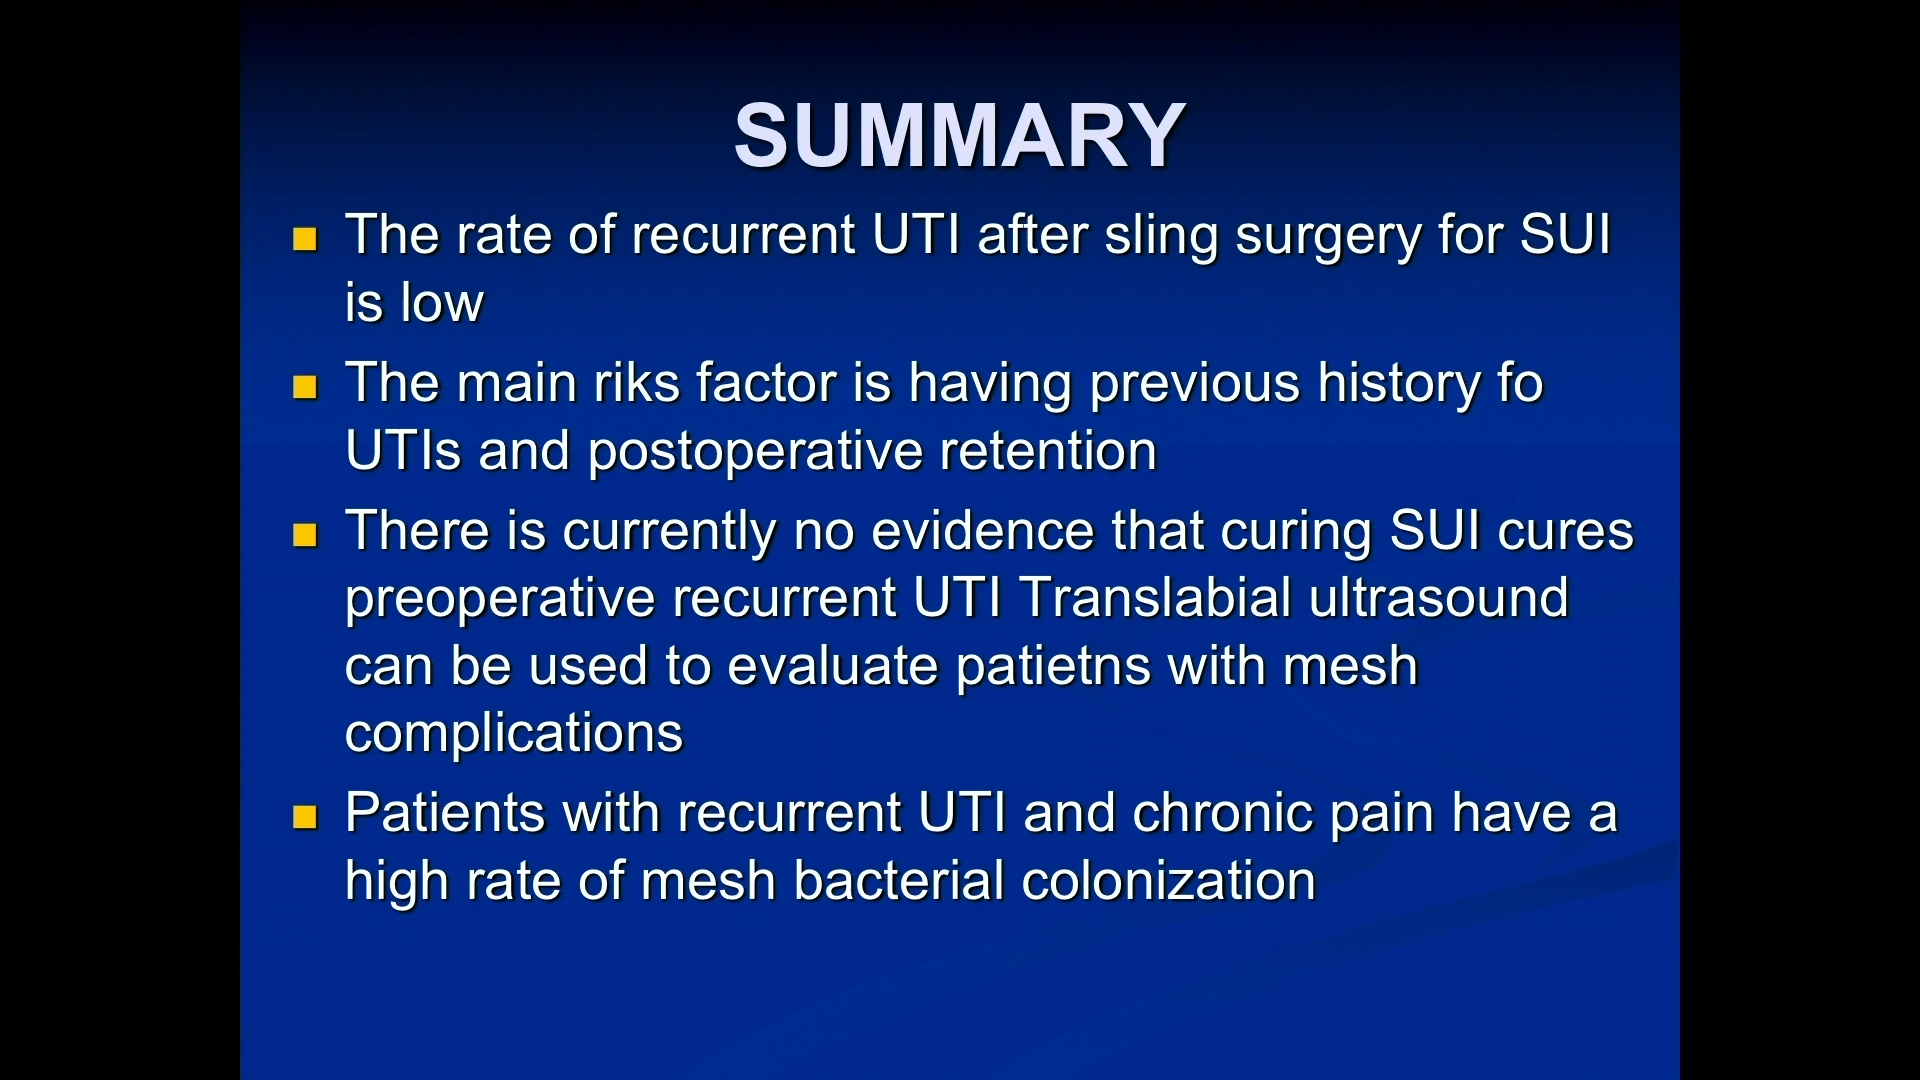 SUMMARY
The rate of recurrent UTI after sling surgery for SUI
is low
The main riks factor is having previous history fo
UTIs and postoperative retention
There is currently no evidence that curing SUI cures
preoperative recurrent UTI Translabial ultrasound
can be used to evaluate patietns with mesh
complications
Patients with recurrent UTI and chronic pain have a
high rate of mesh bacterial colonization